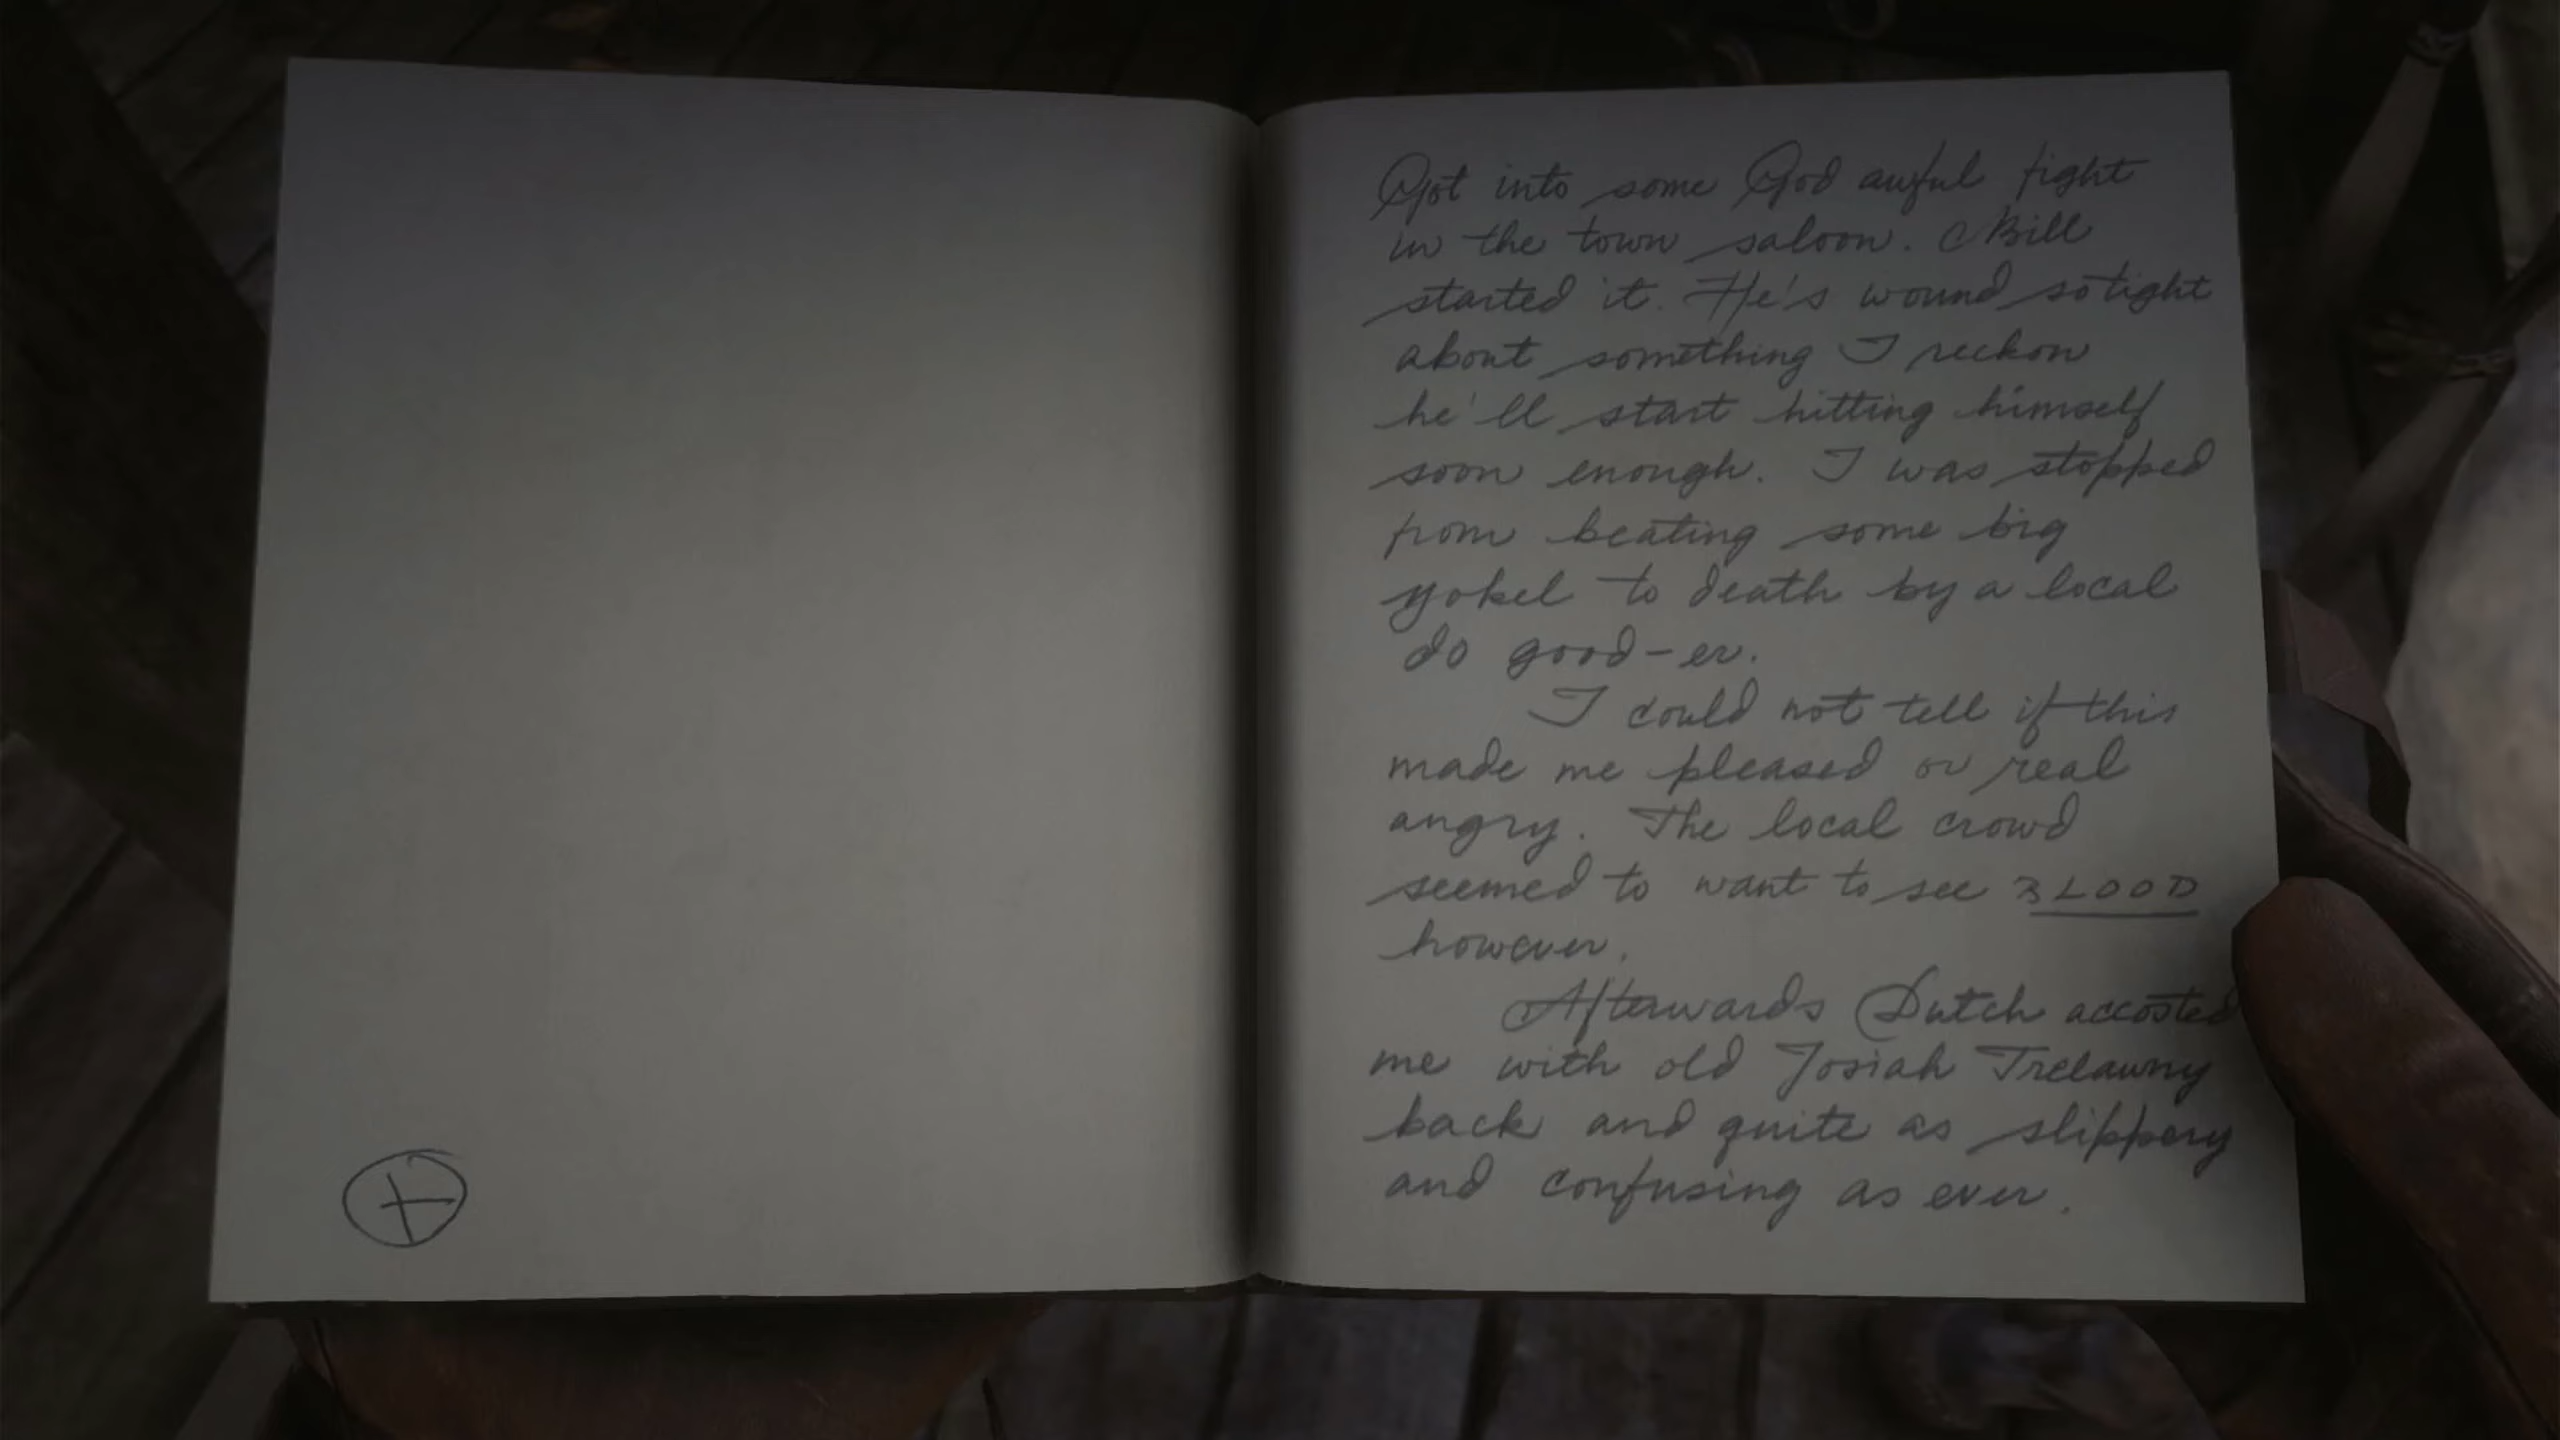 Got into some God awful fight
in the town saloon. Bill
started it. He's wound so tight
about something I reckon
he'll start hitting himself
soon enough. I was stopped
from beating some big
yokel to death by a local
do good-er.
I could not tell if this
made me pleased or real
angry. The local crowd
seemed to want to see BLOOD
however.
Afterwards Dutch accosted
me with old Josiah Trelawny
back and quite as slippery
and confusing as ever.